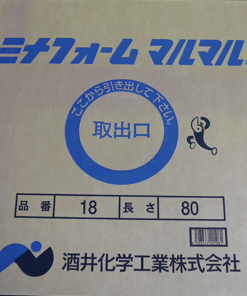 ミナフォーム マルマル
ここから引き出して下さい。
取出口
品番 18 長さ 80
酒井化学工業株式会社